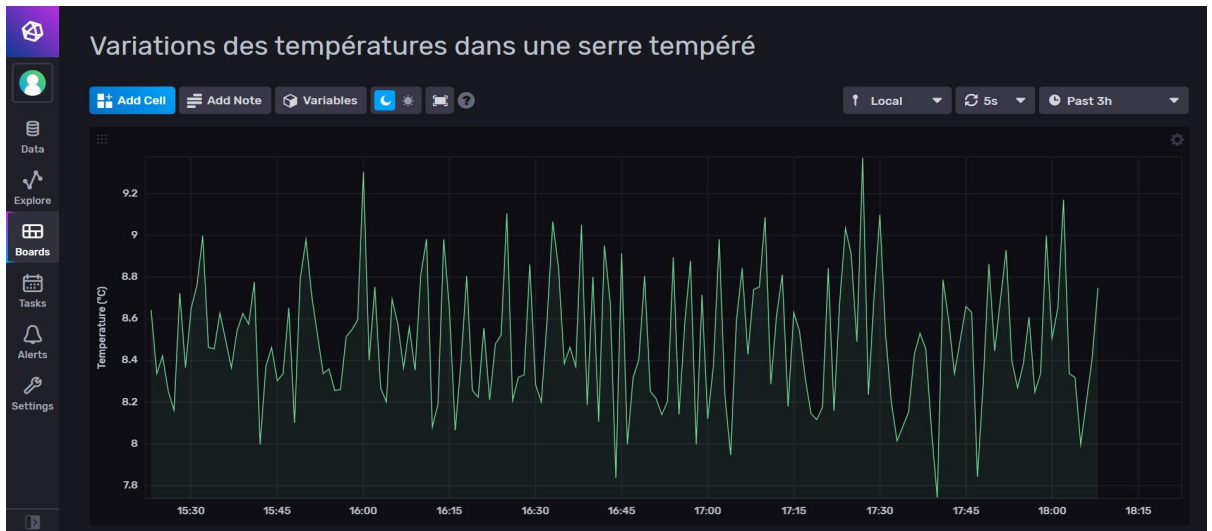 Variations des températures dans une serre tempéré
Add Cell
Add Note
Variables
?
Local
5s
Past 3h
Data
Explore
Boards
Tasks
Alerts
Settings
Temperature (°C)
9.2
9
8.8
8.6
8.4
8.2
8
7.8
15:30 15:45 16:00 16:15 16:30 16:45 17:00 17:15 17:30 17:45 18:00 18:15